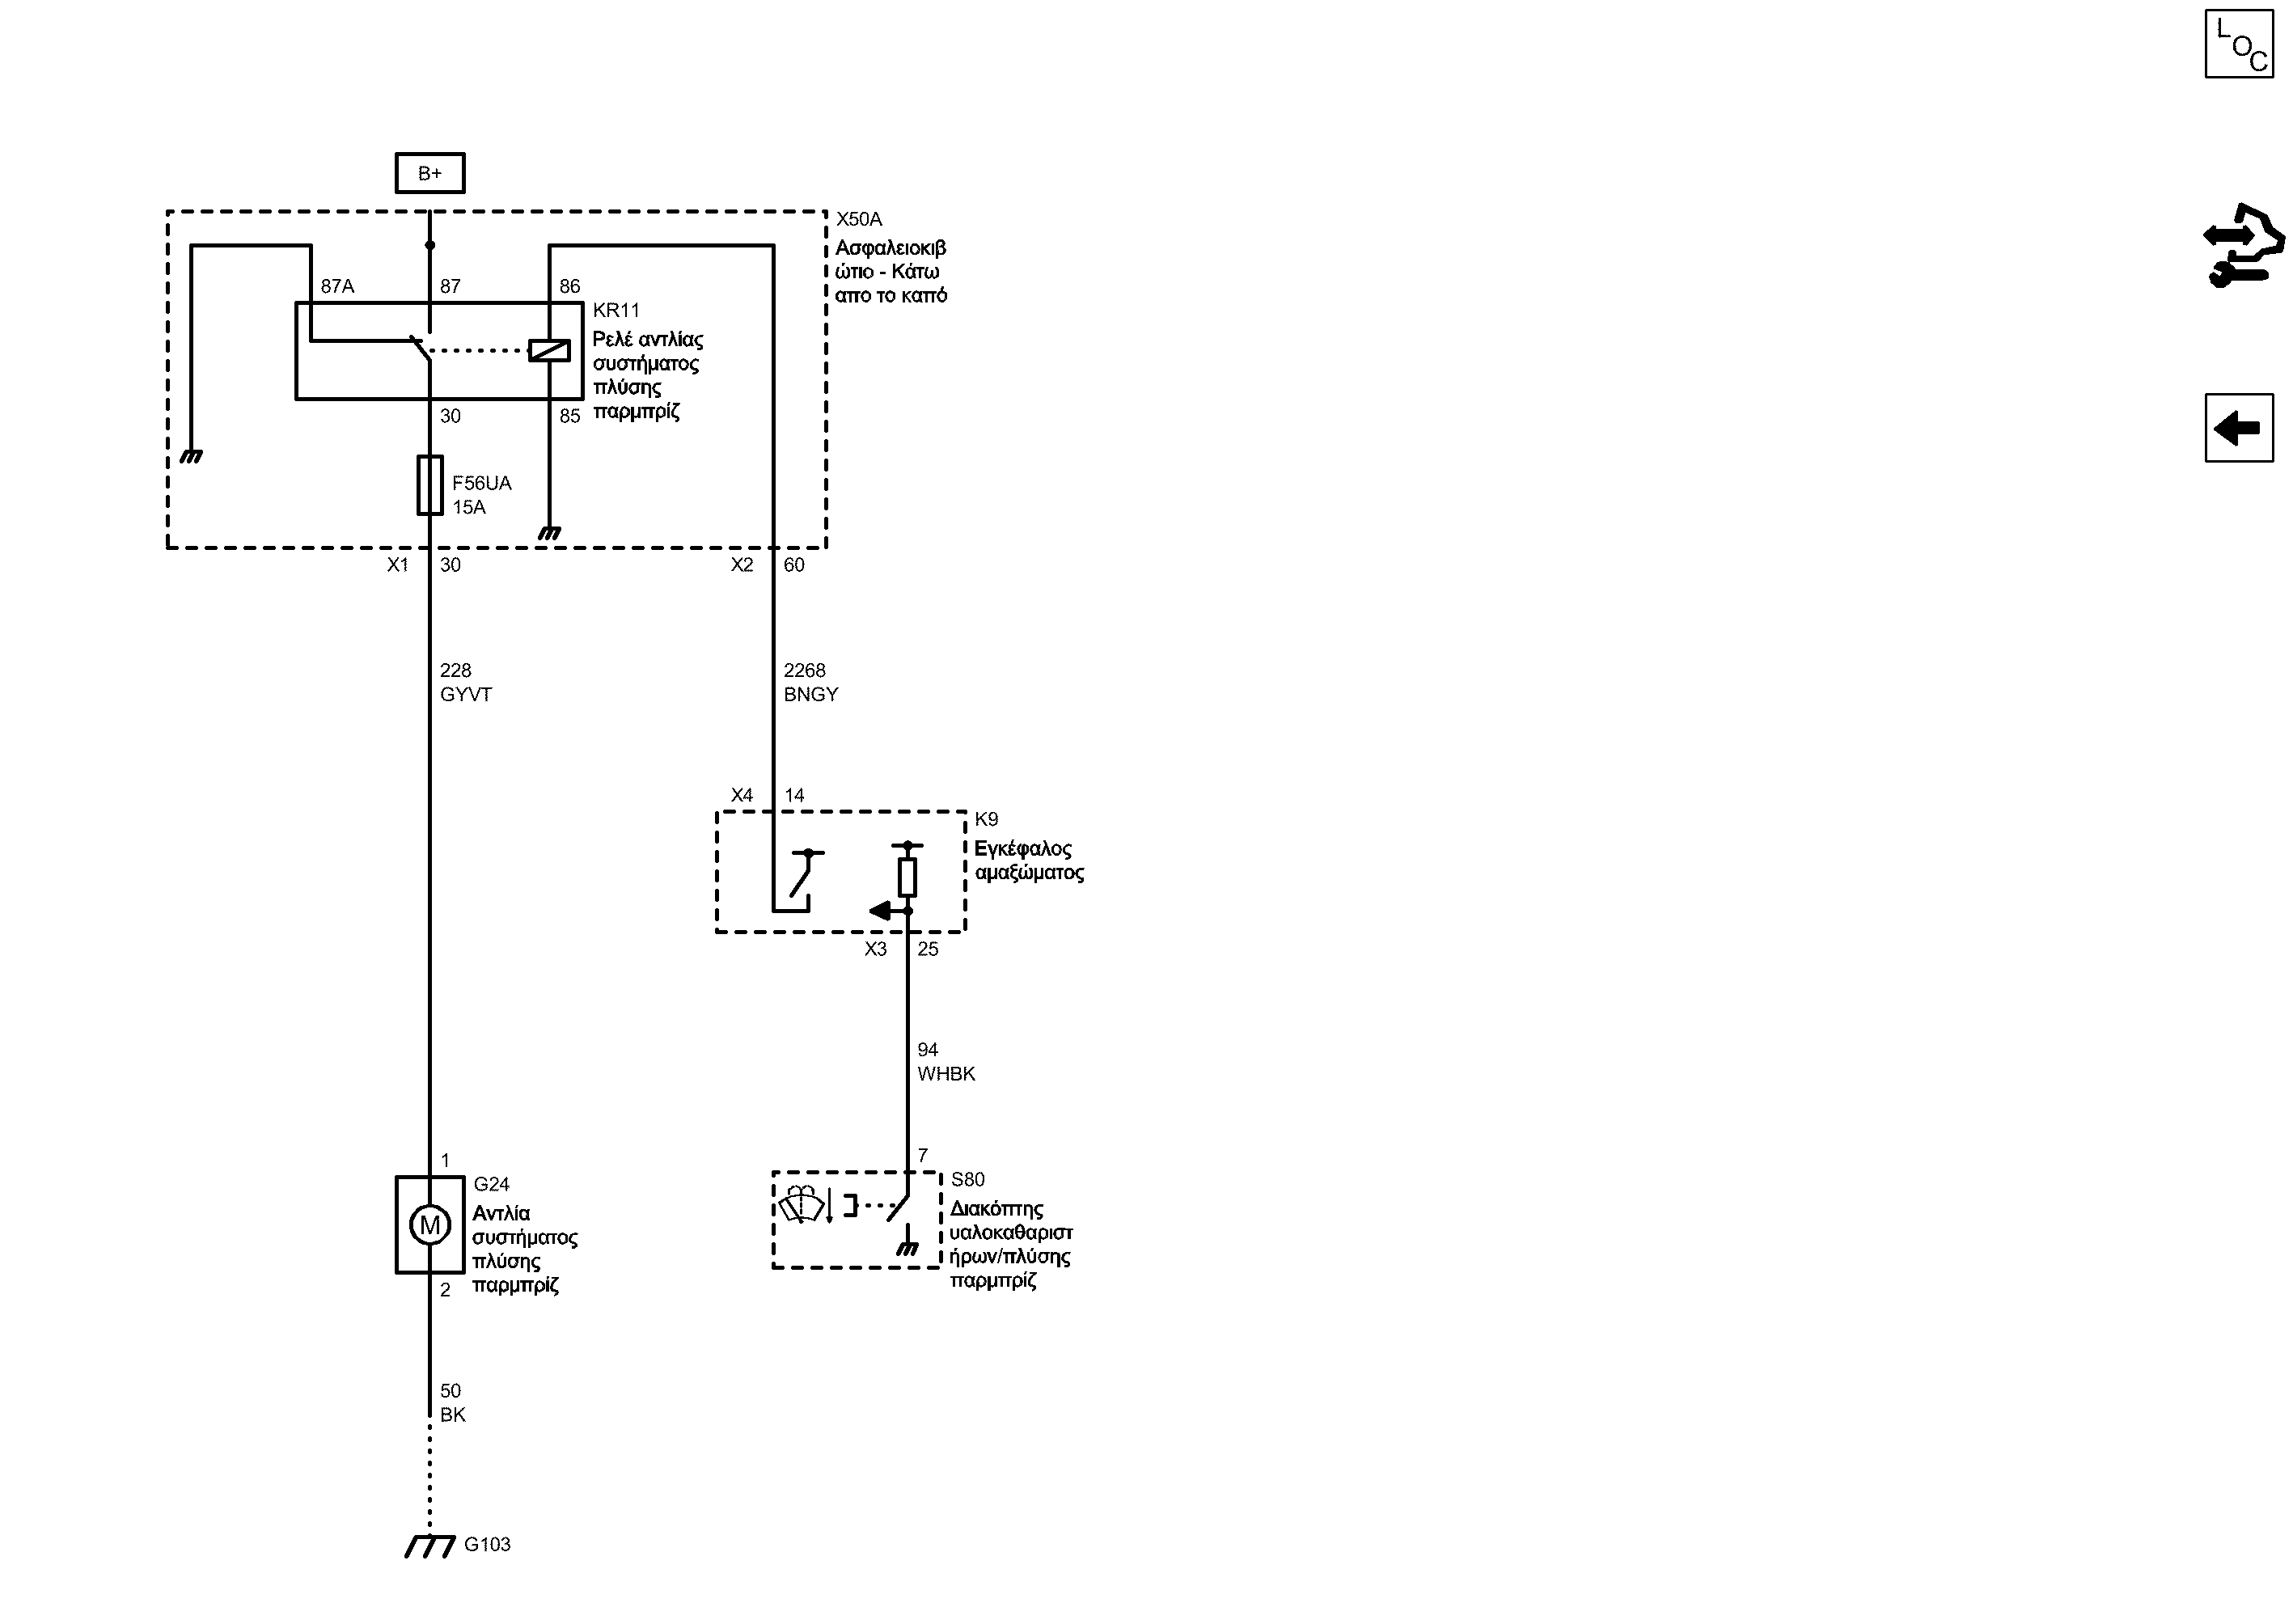 L
O
C
B+
X50A
Ασφαλειοκιβ
ώτιο - Κάτω
απο το καπό
87A
87
86
KR11
Ρελέ αντλίας
συστήματος
πλύσης
παρμπρίζ
30
85
F56UA
15A
X1
30
X2
60
228
GYVT
2268
BNGY
X4
14
K9
Εγκέφαλος
αμαξώματος
X3
25
94
WHBK
7
S80
Διακόπτης
υαλοκαθαριστ
ήρων/πλύσης
παρμπρίζ
1
G24
Αντλία
συστήματος
πλύσης
παρμπρίζ
M
2
50
BK
G103